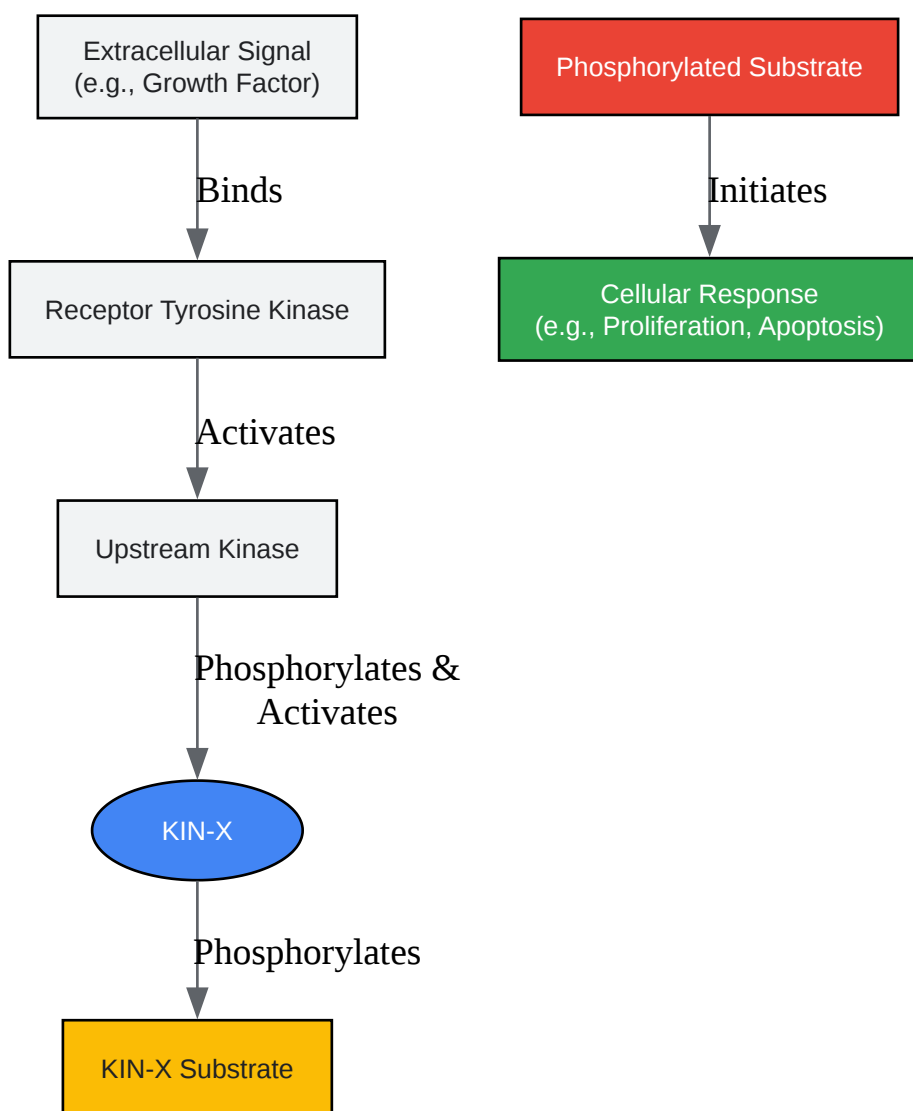 Extracellular Signal
(e.g., Growth Factor)
Binds
Receptor Tyrosine Kinase
Activates
Upstream Kinase
Phosphorylates &
Activates
KIN-X
Phosphorylates
KIN-X Substrate
Phosphorylated Substrate
Initiates
Cellular Response
(e.g., Proliferation, Apoptosis)